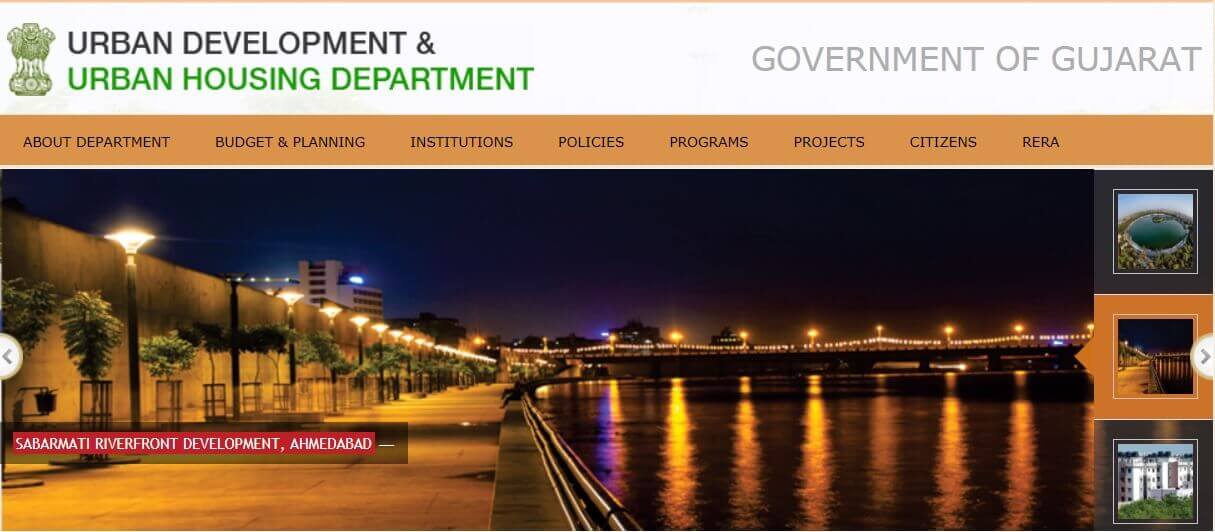 URBAN DEVELOPMENT &
URBAN HOUSING DEPARTMENT
GOVERNMENT OF GUJARAT
ABOUT DEPARTMENT BUDGET & PLANNING INSTITUTIONS POLICIES PROGRAMS PROJECTS CITIZENS RERA
SABARMATI RIVERFRONT DEVELOPMENT, AHMEDABAD —